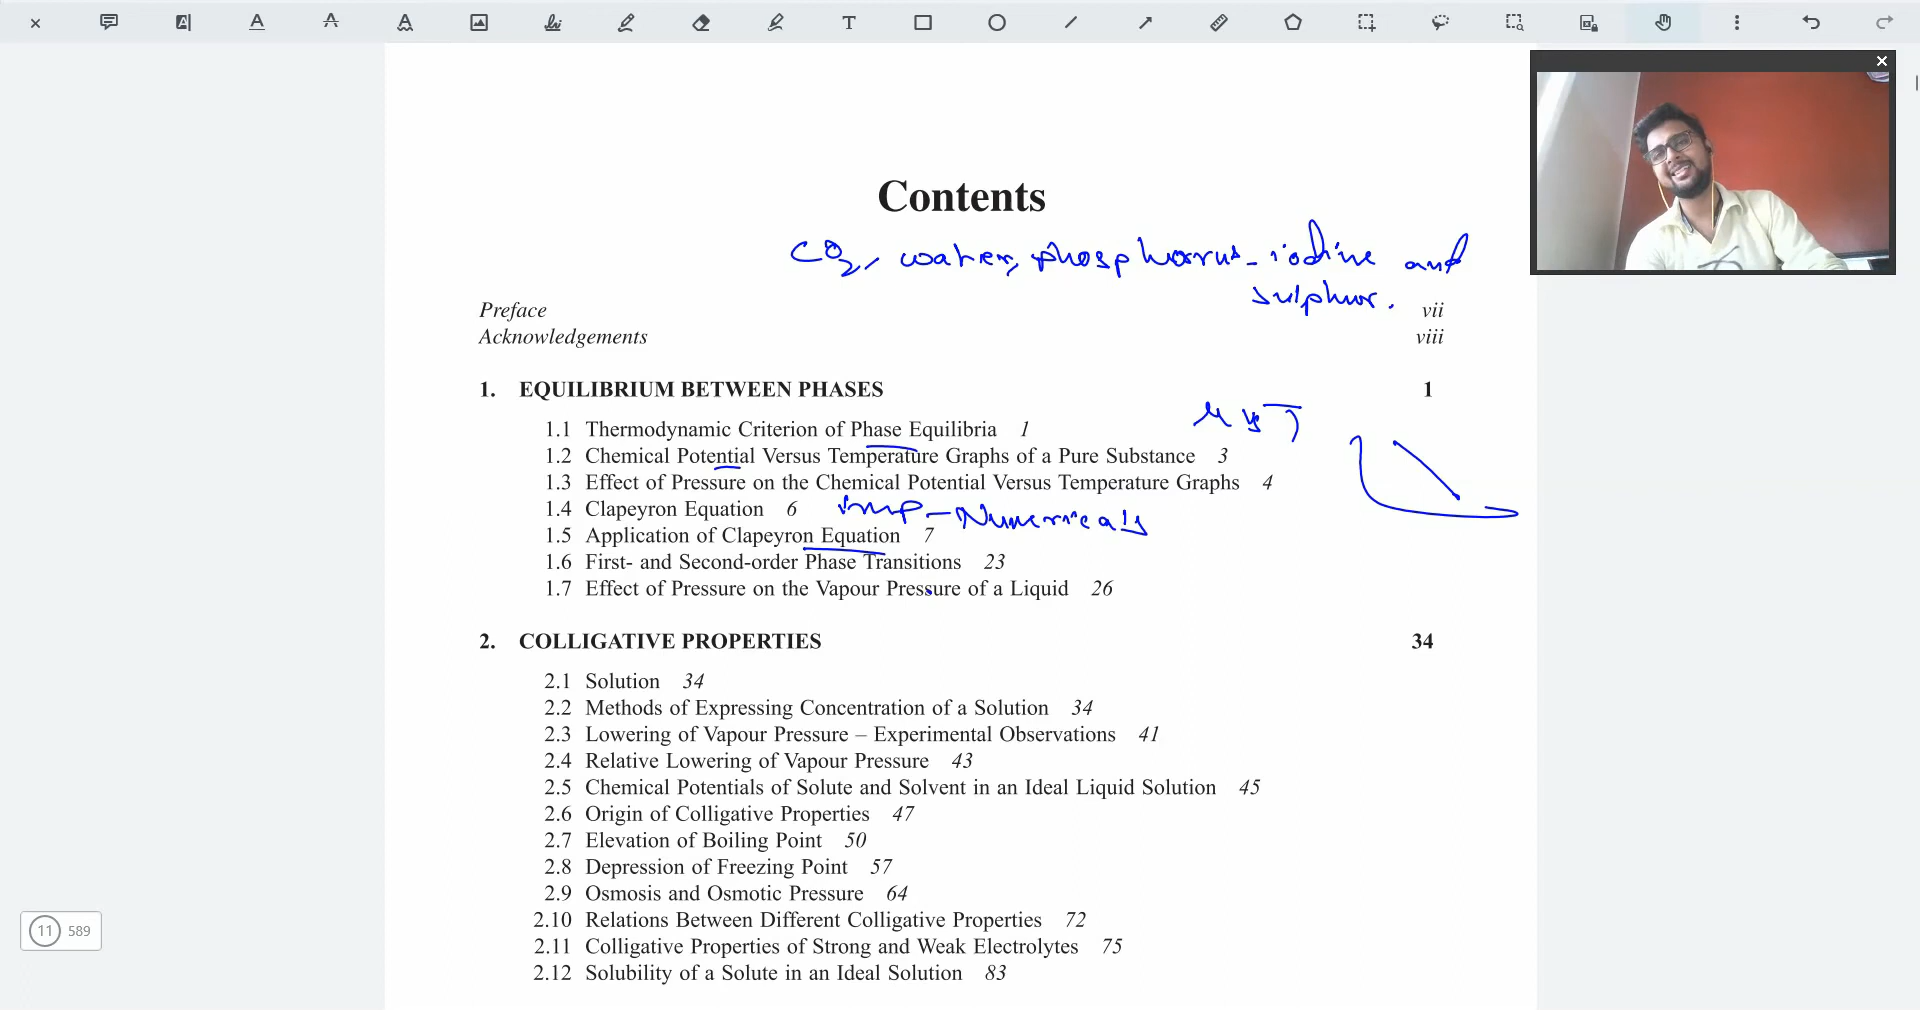 Contents
CO2, water, phosphorus - iodine and
sulphur.
Preface vii
Acknowledgements viii
1. EQUILIBRIUM BETWEEN PHASES 1
1.1 Thermodynamic Criterion of Phase Equilibria 1
1.2 Chemical Potential Versus Temperature Graphs of a Pure Substance 3
1.3 Effect of Pressure on the Chemical Potential Versus Temperature Graphs 4
1.4 Clapeyron Equation 6
imp - Numericals
1.5 Application of Clapeyron Equation 7
1.6 First- and Second-order Phase Transitions 23
1.7 Effect of Pressure on the Vapour Pressure of a Liquid 26
2. COLLIGATIVE PROPERTIES 34
2.1 Solution 34
2.2 Methods of Expressing Concentration of a Solution 34
2.3 Lowering of Vapour Pressure – Experimental Observations 41
2.4 Relative Lowering of Vapour Pressure 43
2.5 Chemical Potentials of Solute and Solvent in an Ideal Liquid Solution 45
2.6 Origin of Colligative Properties 47
2.7 Elevation of Boiling Point 50
2.8 Depression of Freezing Point 57
2.9 Osmosis and Osmotic Pressure 64
2.10 Relations Between Different Colligative Properties 72
2.11 Colligative Properties of Strong and Weak Electrolytes 75
2.12 Solubility of a Solute in an Ideal Solution 83
11 589